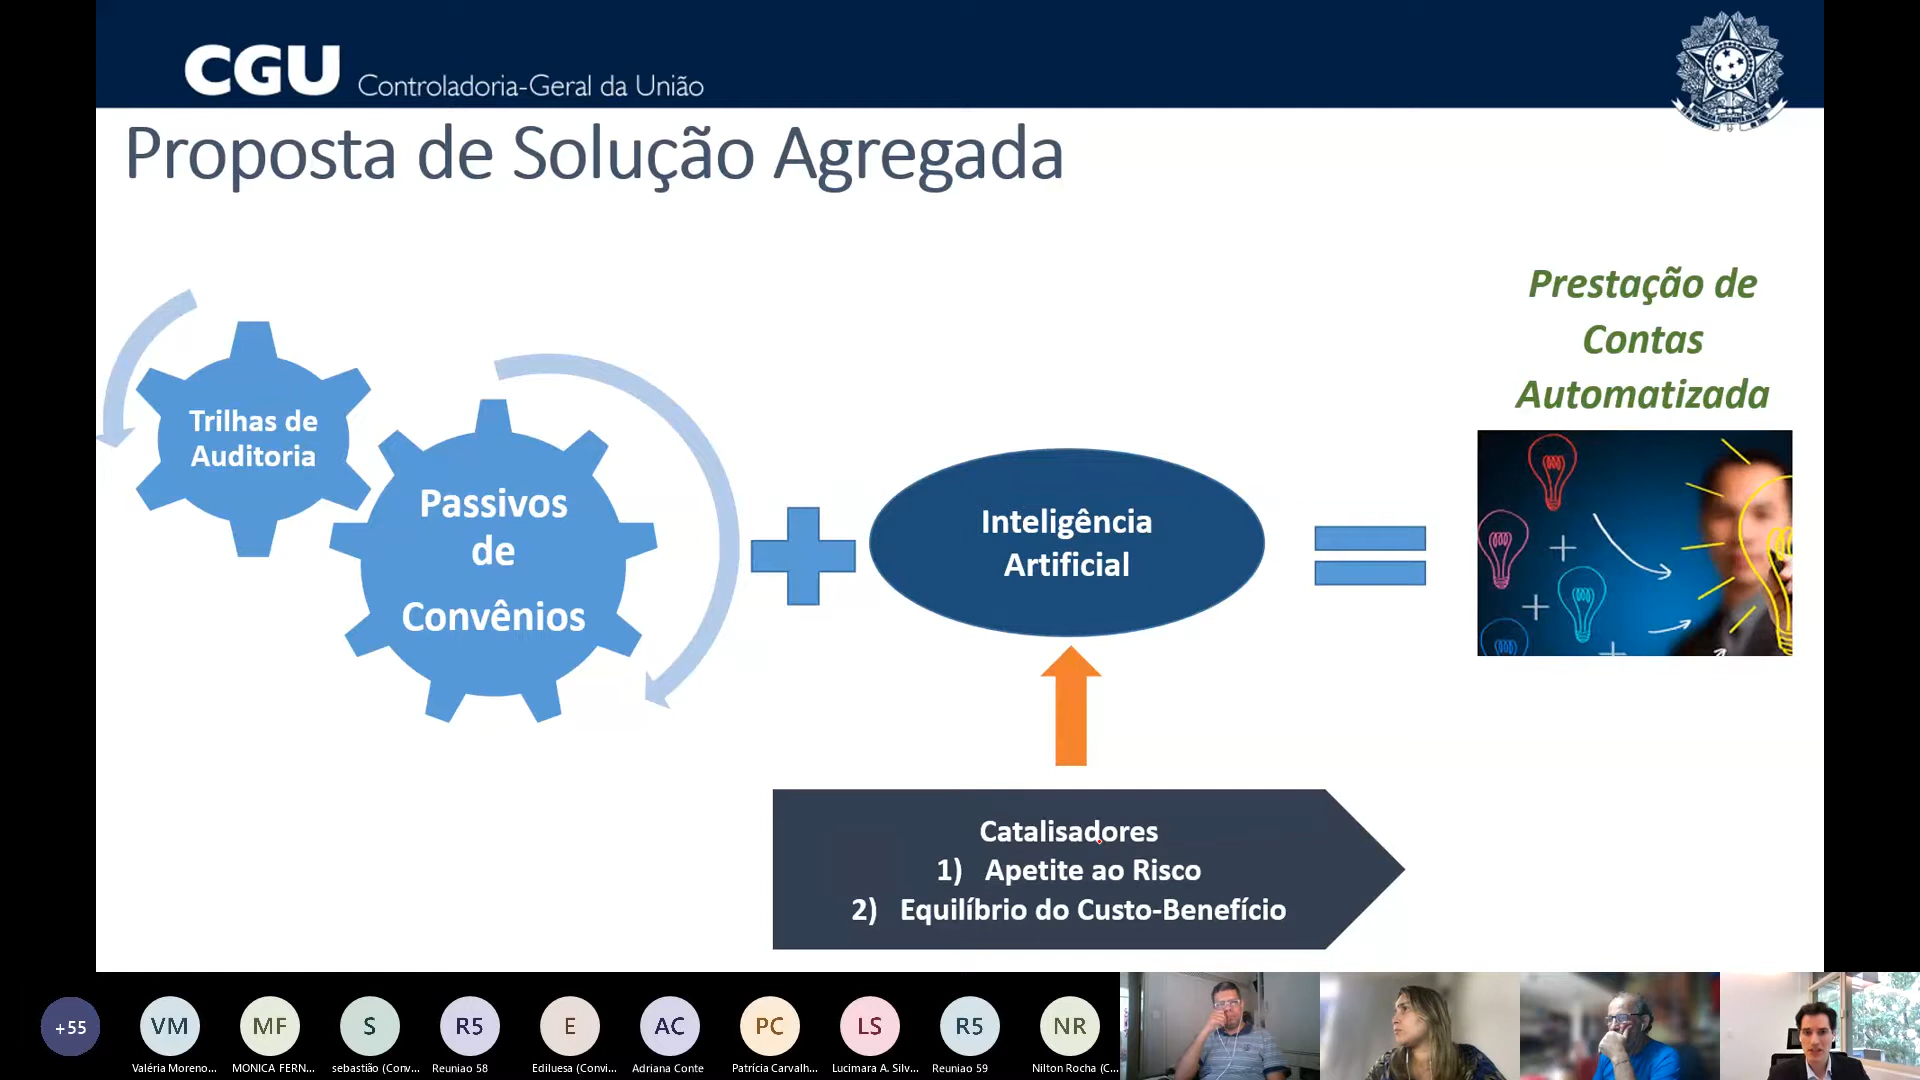 CGU Controladoria-Geral da União
Proposta de Solução Agregada
Prestação de
Contas
Automatizada
Trilhas de
Auditoria
Passivos
de
Convênios
Inteligência
Artificial
Catalisadores
1) Apetite ao Risco
2) Equilíbrio do Custo-Benefício
+55
VM
MF
S
R5
E
AC
PC
LS
R5
NR
Valéria Moreno...
MONICA FERN...
sebastião (Conv...
Reuniao 58
Ediluesa (Convi...
Adriana Conte
Patrícia Carvalh...
Lucimara A. Silv...
Reuniao 59
Nilton Rocha (C...